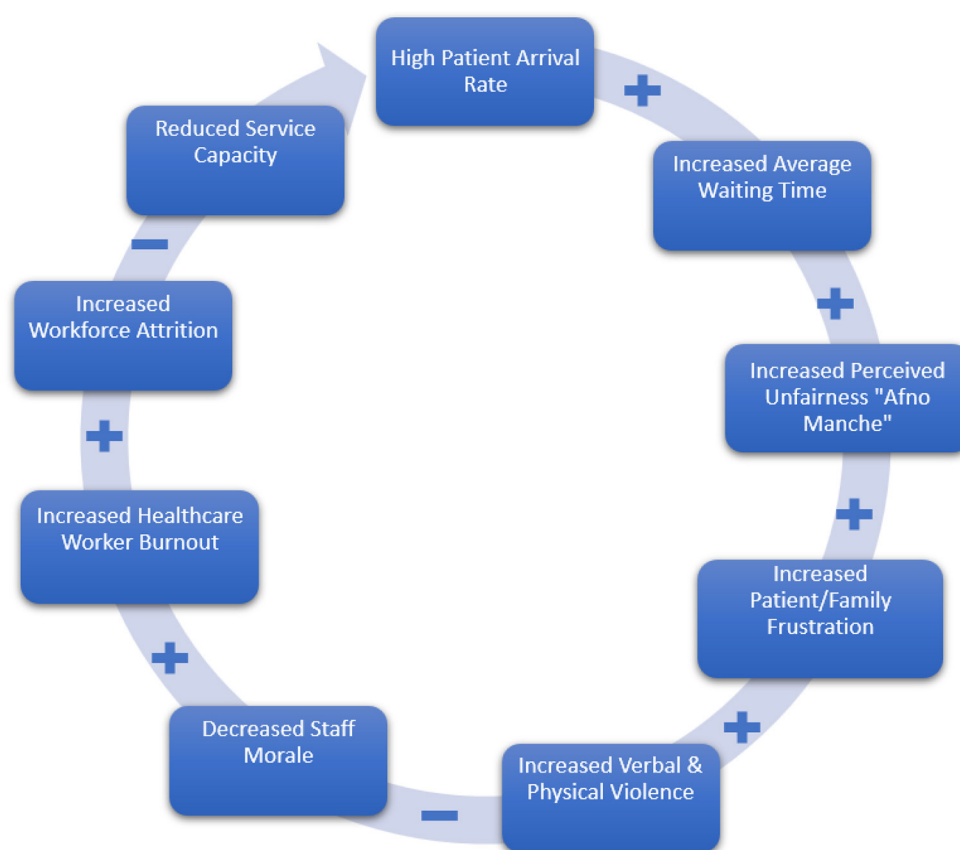 High Patient Arrival
Rate
+
Increased Average
Waiting Time
+
Increased Perceived
Unfairness "Afno
Manche"
+
Increased
Patient/Family
Frustration
+
Increased Verbal &
Physical Violence
−
Decreased Staff
Morale
+
Increased Healthcare
Worker Burnout
+
Increased
Workforce Attrition
−
Reduced Service
Capacity